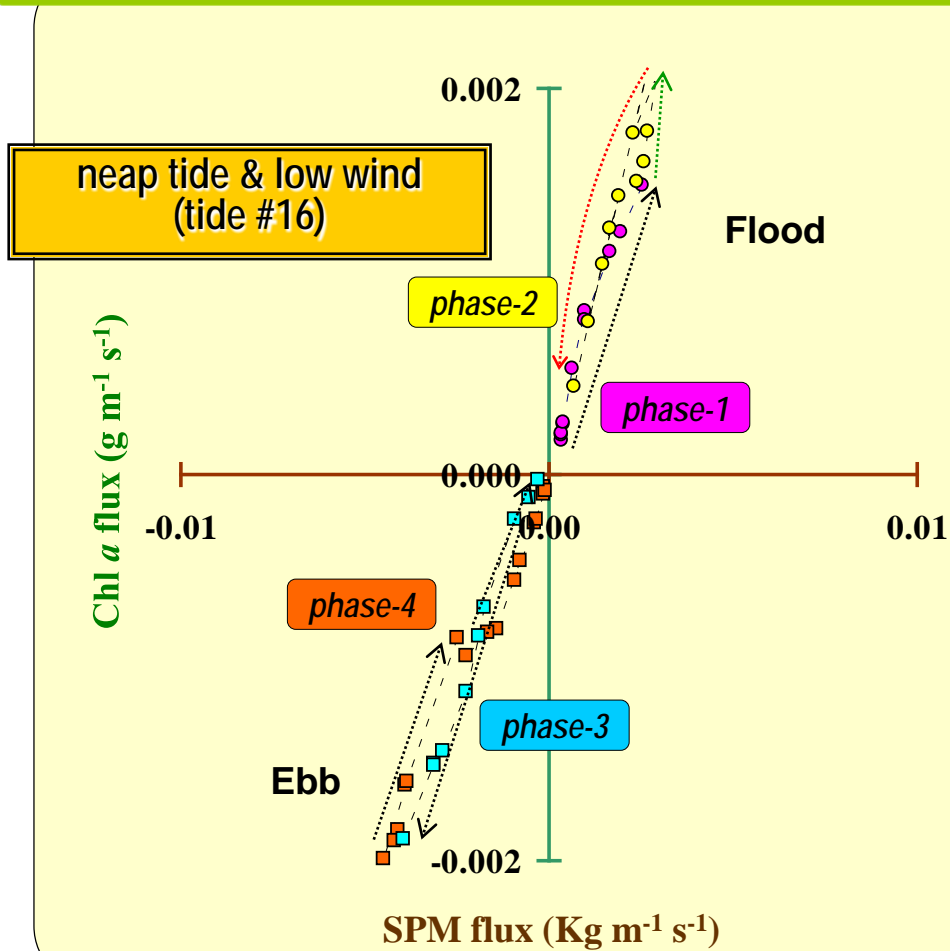 0.002
neap tide & low wind
(tide #16)
Flood
phase-2
phase-1
Chl a flux (g m-1 s-1)
0.000
-0.01
0.00
0.01
phase-4
phase-3
Ebb
-0.002
SPM flux (Kg m-1 s-1)